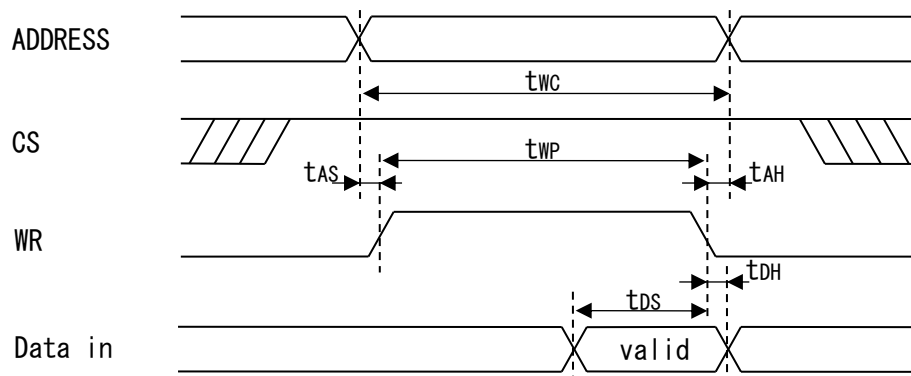 ADDRESS
tWC
CS
tWP
tAS
tAH
WR
tDH
tDS
Data in
valid